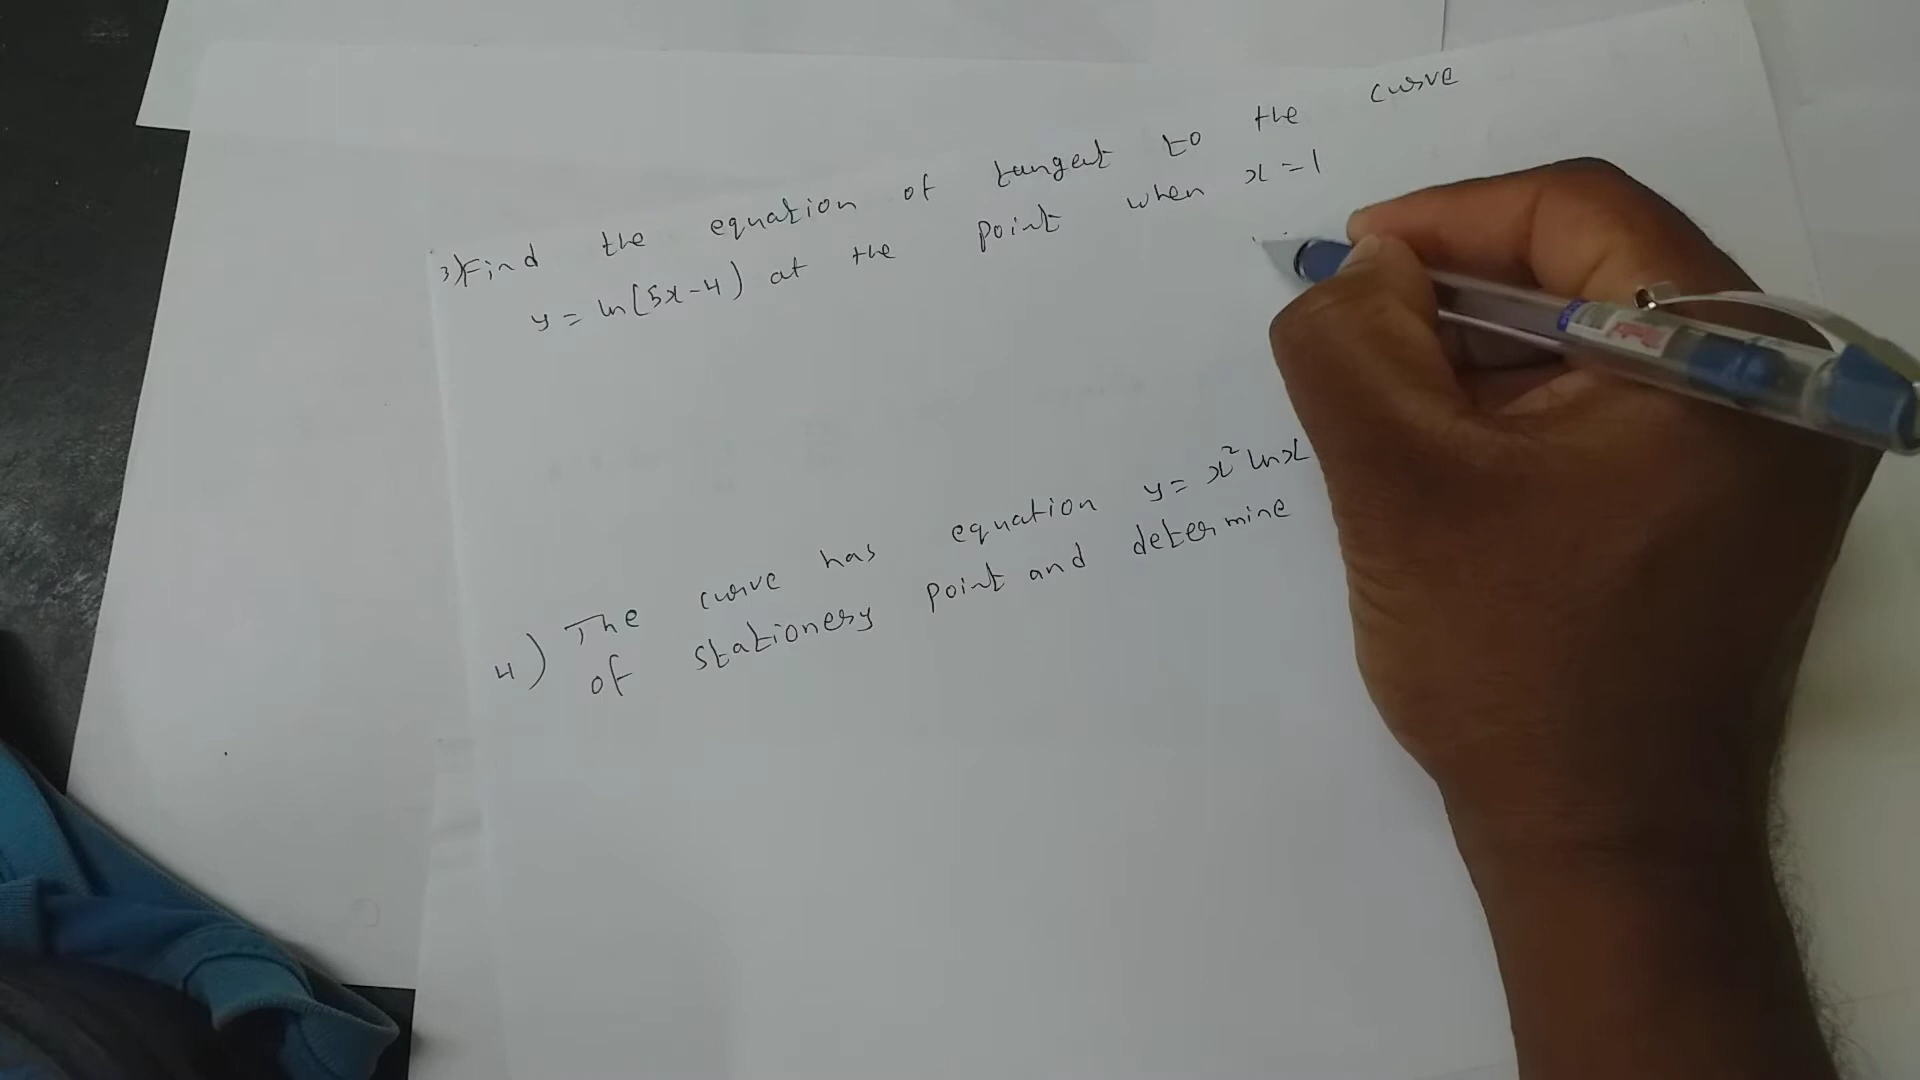 3) Find the equation of tangent to the curve
y = ln(5x-4) at the point when x = 1
4) The curve has equation y = x² lnx
of stationery point and determine